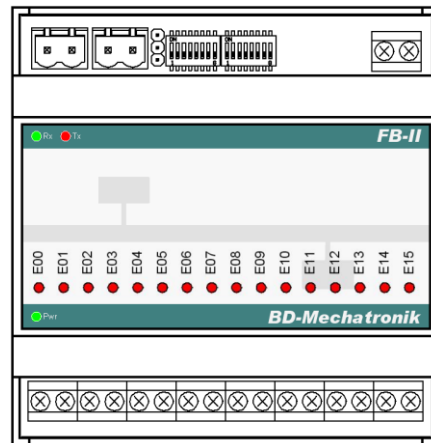 ON
Rx Tx FB-II
E00 E01 E02 E03 E04 E05 E06 E07 E08 E09 E10 E11 E12 E13 E14 E15
Pwr BD-Mechatronik